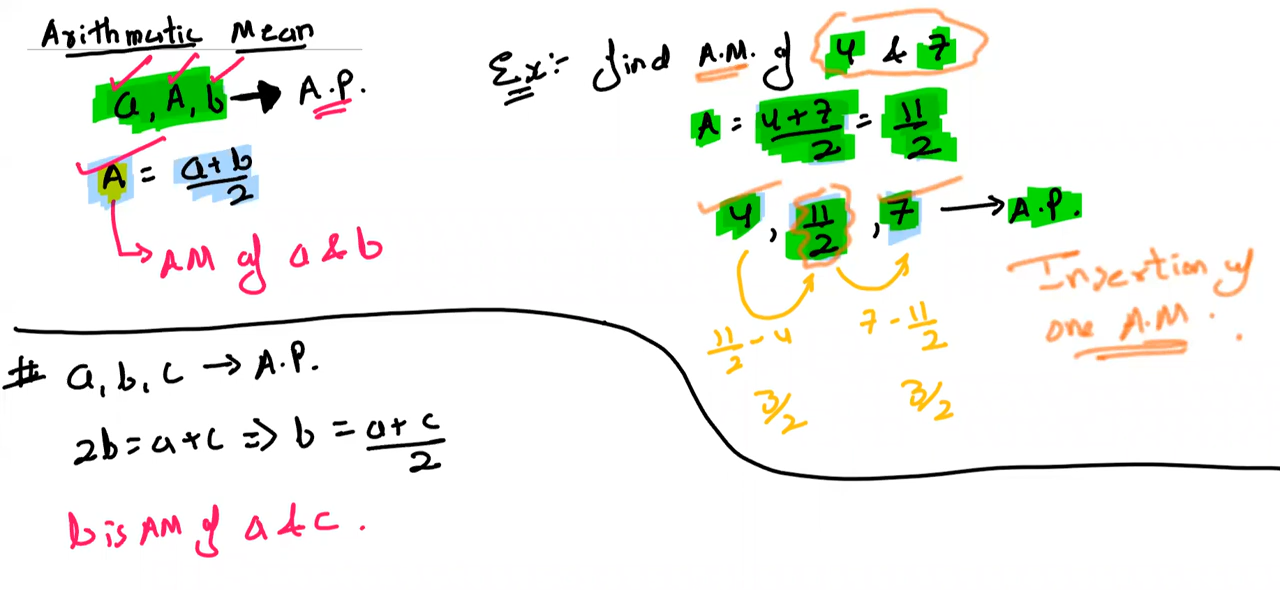 Arithmatic Mean
a, A, b → A.P.
A = a+b/2
→ AM of a & b
# a, b, c → A.P.
2b = a+c => b = a+c/2
b is AM of a & c.
Ex:- find A.M. of 4 & 7
A = 4+7/2 = 11/2
4, 11/2, 7 → A.P.
11/2 - 4 7 - 11/2
3/2 3/2
Insertion of
one A.M.